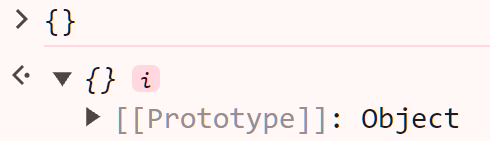 > {}
<· ▼ {} i
▶ [[Prototype]]: Object